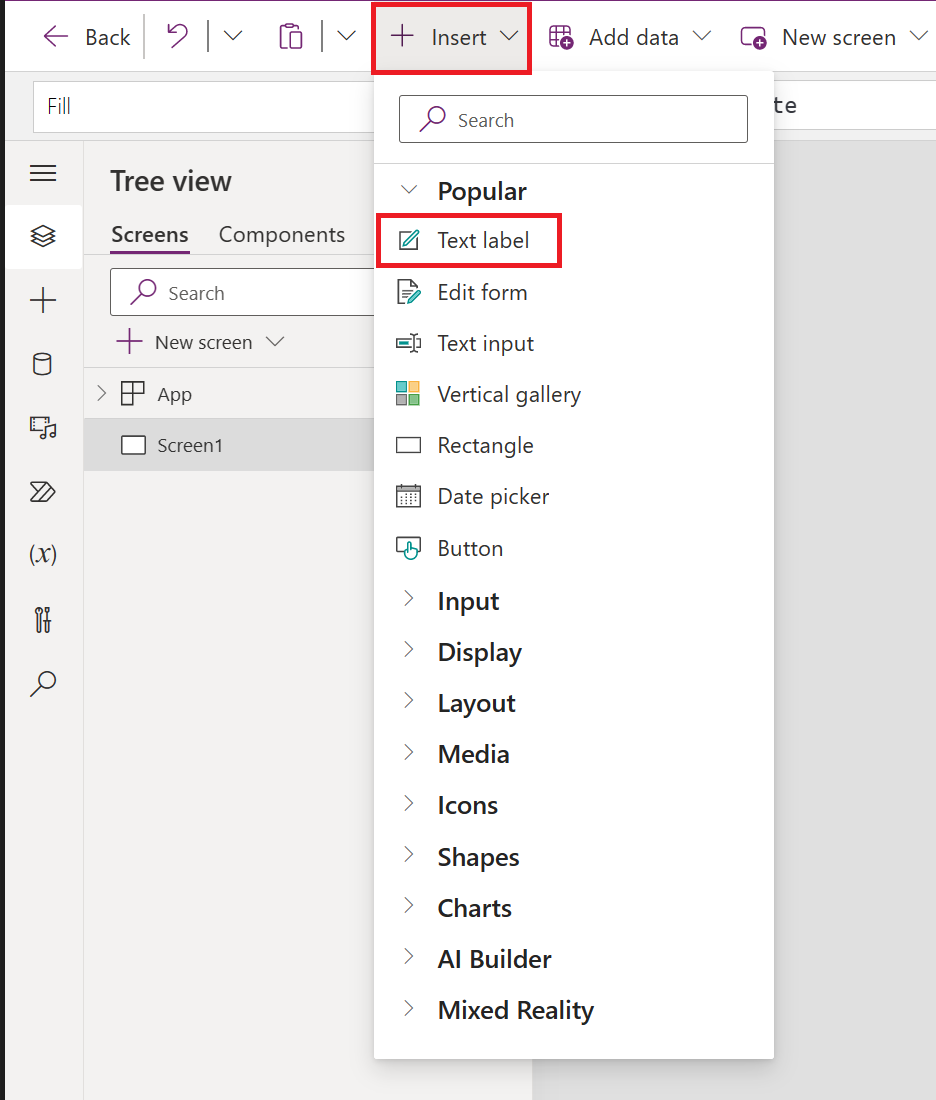 Back
Insert
Add data
New screen
Fill
te
Search
Tree view
Screens
Components
Search
New screen
App
Screen1
Popular
Text label
Edit form
Text input
Vertical gallery
Rectangle
Date picker
Button
Input
Display
Layout
Media
Icons
Shapes
Charts
AI Builder
Mixed Reality
(x)